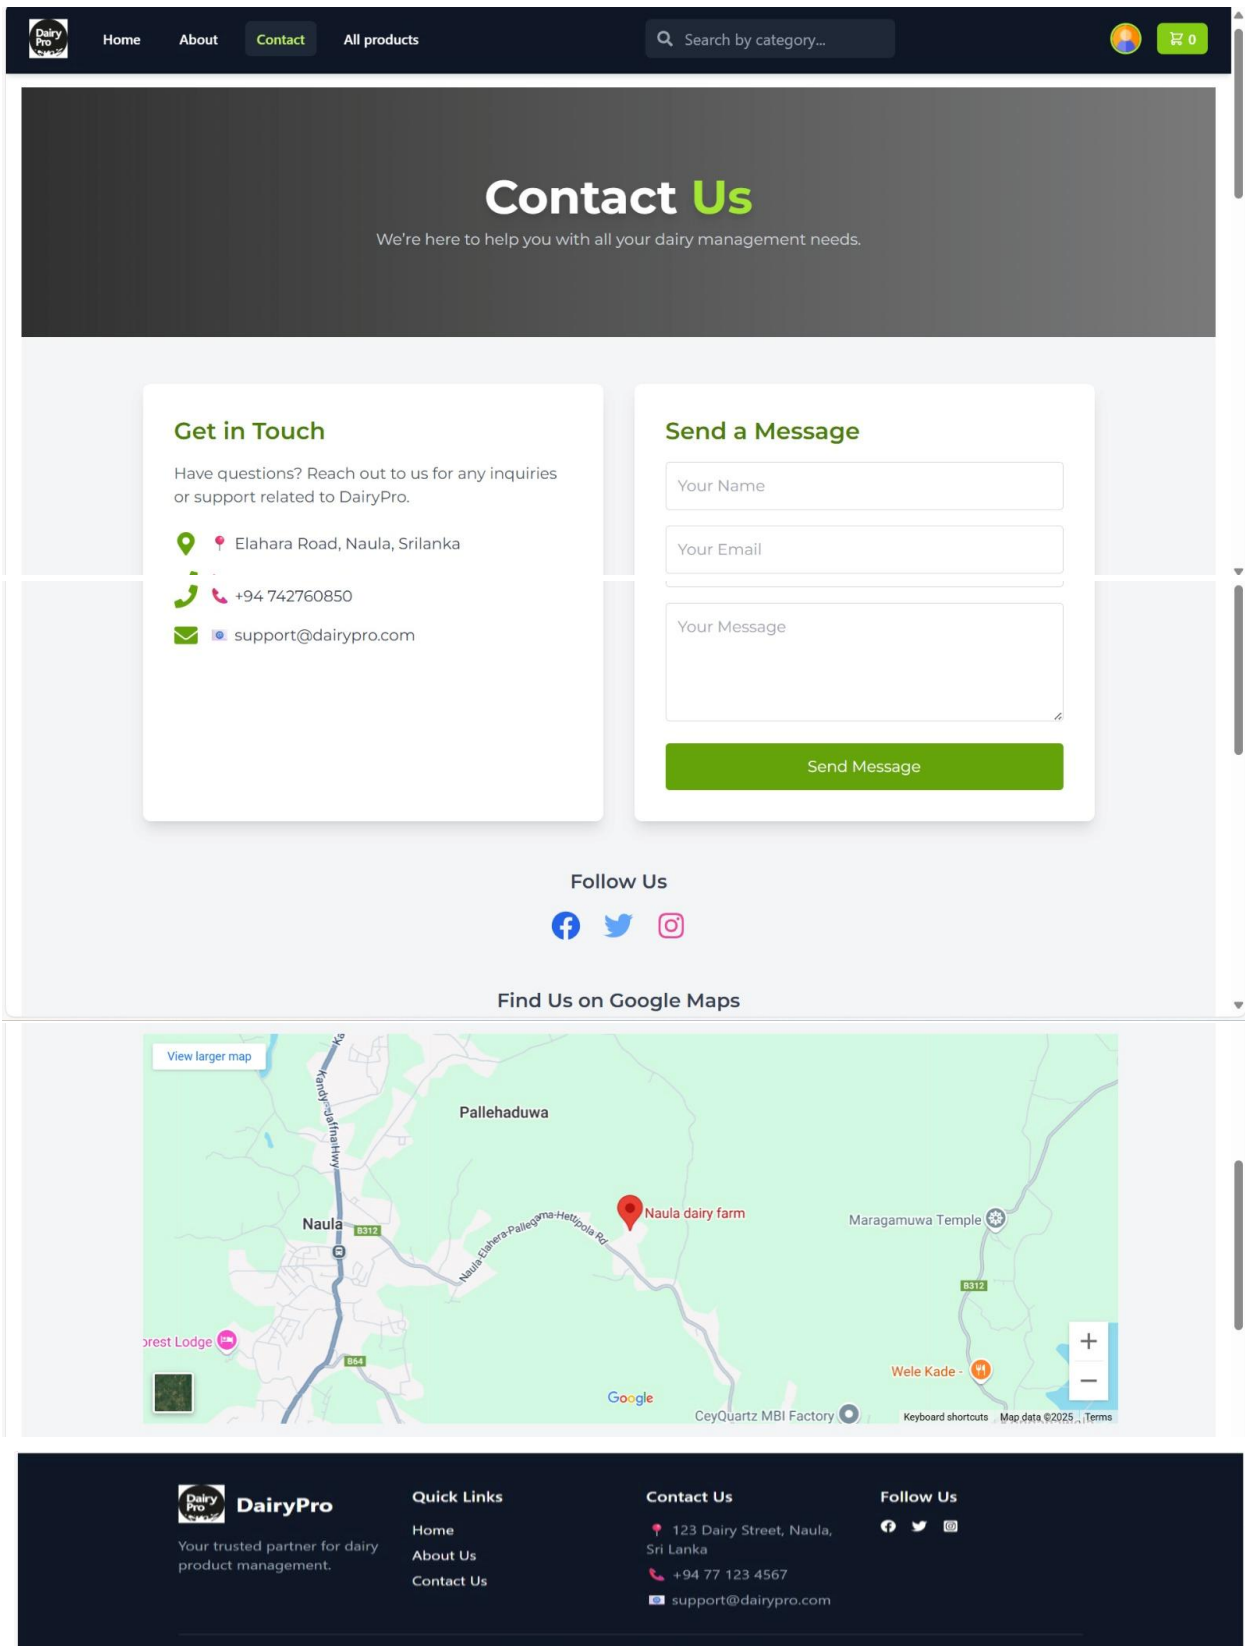 Dairy
Pro
Home
About
Contact
All products
Search by category...
0
Contact Us
We're here to help you with all your dairy management needs.
Get in Touch
Have questions? Reach out to us for any inquiries
or support related to DairyPro.
📍 Elahara Road, Naula, Srilanka
📞 +94 742760850
📧 support@dairypro.com
Send a Message
Your Name
Your Email
Your Message
Send Message
Follow Us
Find Us on Google Maps
View larger map
Kandy-Jaffna Hwy
Pallehaduwa
Naula
B312
Naula-Elahera-Pallegama-Hettipola Rd
Naula dairy farm
Maragamuwa Temple
B312
orest Lodge
B64
Wele Kade -
Google
CeyQuartz MBI Factory
Keyboard shortcuts
Map data ©2025
Terms
Dairy
Pro
DairyPro
Your trusted partner for dairy
product management.
Quick Links
Home
About Us
Contact Us
Contact Us
📍 123 Dairy Street, Naula,
Sri Lanka
📞 +94 77 123 4567
📧 support@dairypro.com
Follow Us